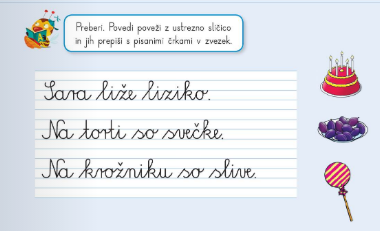 Preberi. Povedi poveži z ustrezno sličico
in jih prepiši s pisanimi črkami v zvezek.
Sara liže liziko.
Na torti so svečke.
Na krožniku so slive.